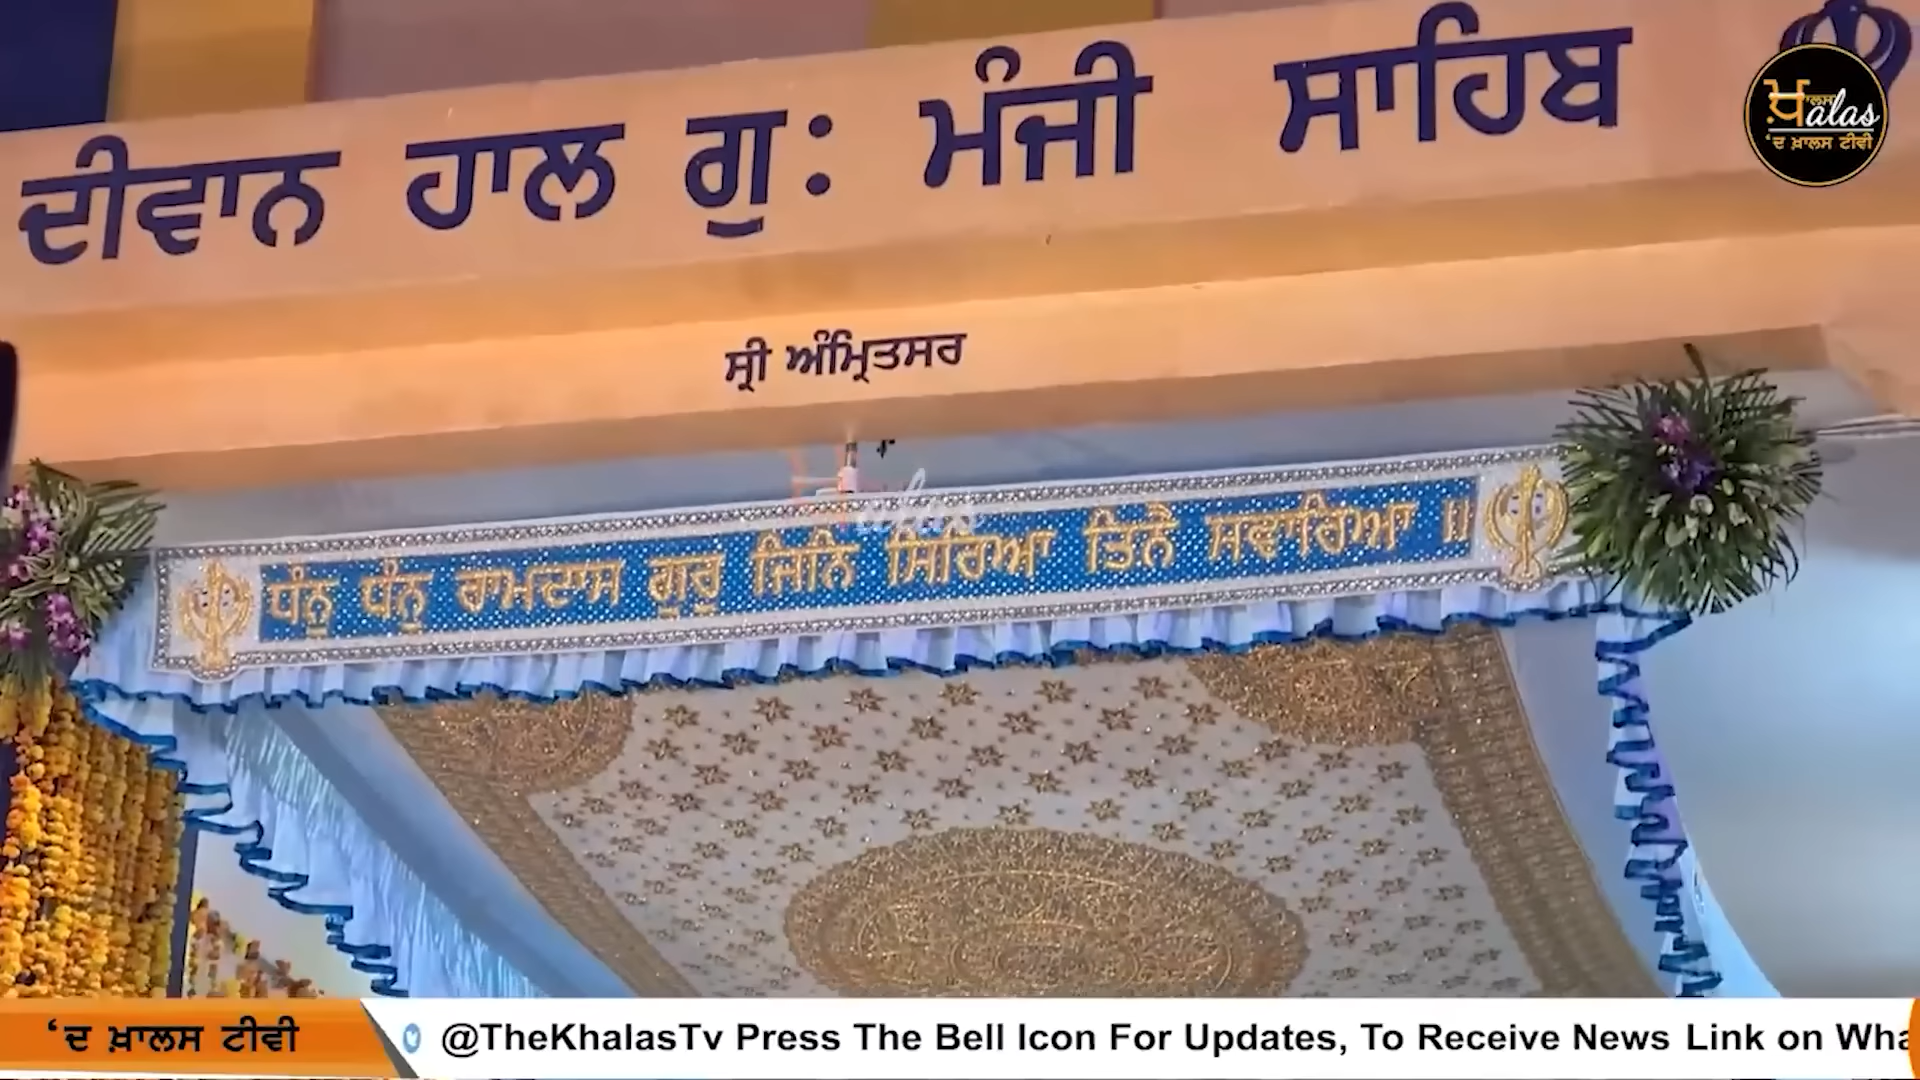 ਦੀਵਾਨ ਹਾਲ ਗੁ: ਮੰਜੀ ਸਾਹਿਬ
ਖ਼ਾਲਸ
Khalas
‘ਦ ਖ਼ਾਲਸ ਟੀਵੀ
ਸ੍ਰੀ ਅੰਮ੍ਰਿਤਸਰ
ਧੰਨੁ ਧੰਨੁ ਰਾਮਦਾਸ ਗੁਰੁ ਜਿਨਿ ਸਿਰਿਆ ਤਿਨੈ ਸਵਾਰਿਆ ॥
‘ਦ ਖ਼ਾਲਸ ਟੀਵੀ
@TheKhalasTv Press The Bell Icon For Updates, To Receive News Link on Wha